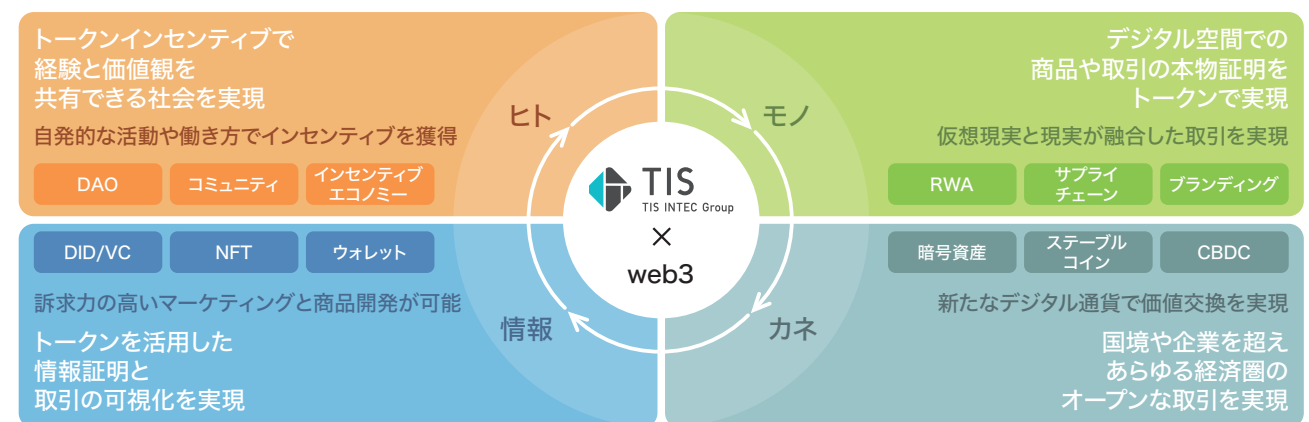 トークンインセンティブで
経験と価値観を
共有できる社会を実現
自発的な活動や働き方でインセンティブを獲得
DAO
コミュニティ
インセンティブ
エコノミー
ヒト
デジタル空間での
商品や取引の本物証明を
トークンで実現
仮想現実と現実が融合した取引を実現
RWA
サプライ
チェーン
ブランディング
モノ
TIS
TIS INTEC Group
×
web3
DID/VC
NFT
ウォレット
訴求力の高いマーケティングと商品開発が可能
トークンを活用した
情報証明と
取引の可視化を実現
情報
暗号資産
ステーブル
コイン
CBDC
新たなデジタル通貨で価値交換を実現
国境や企業を超え
あらゆる経済圏の
オープンな取引を実現
カネ